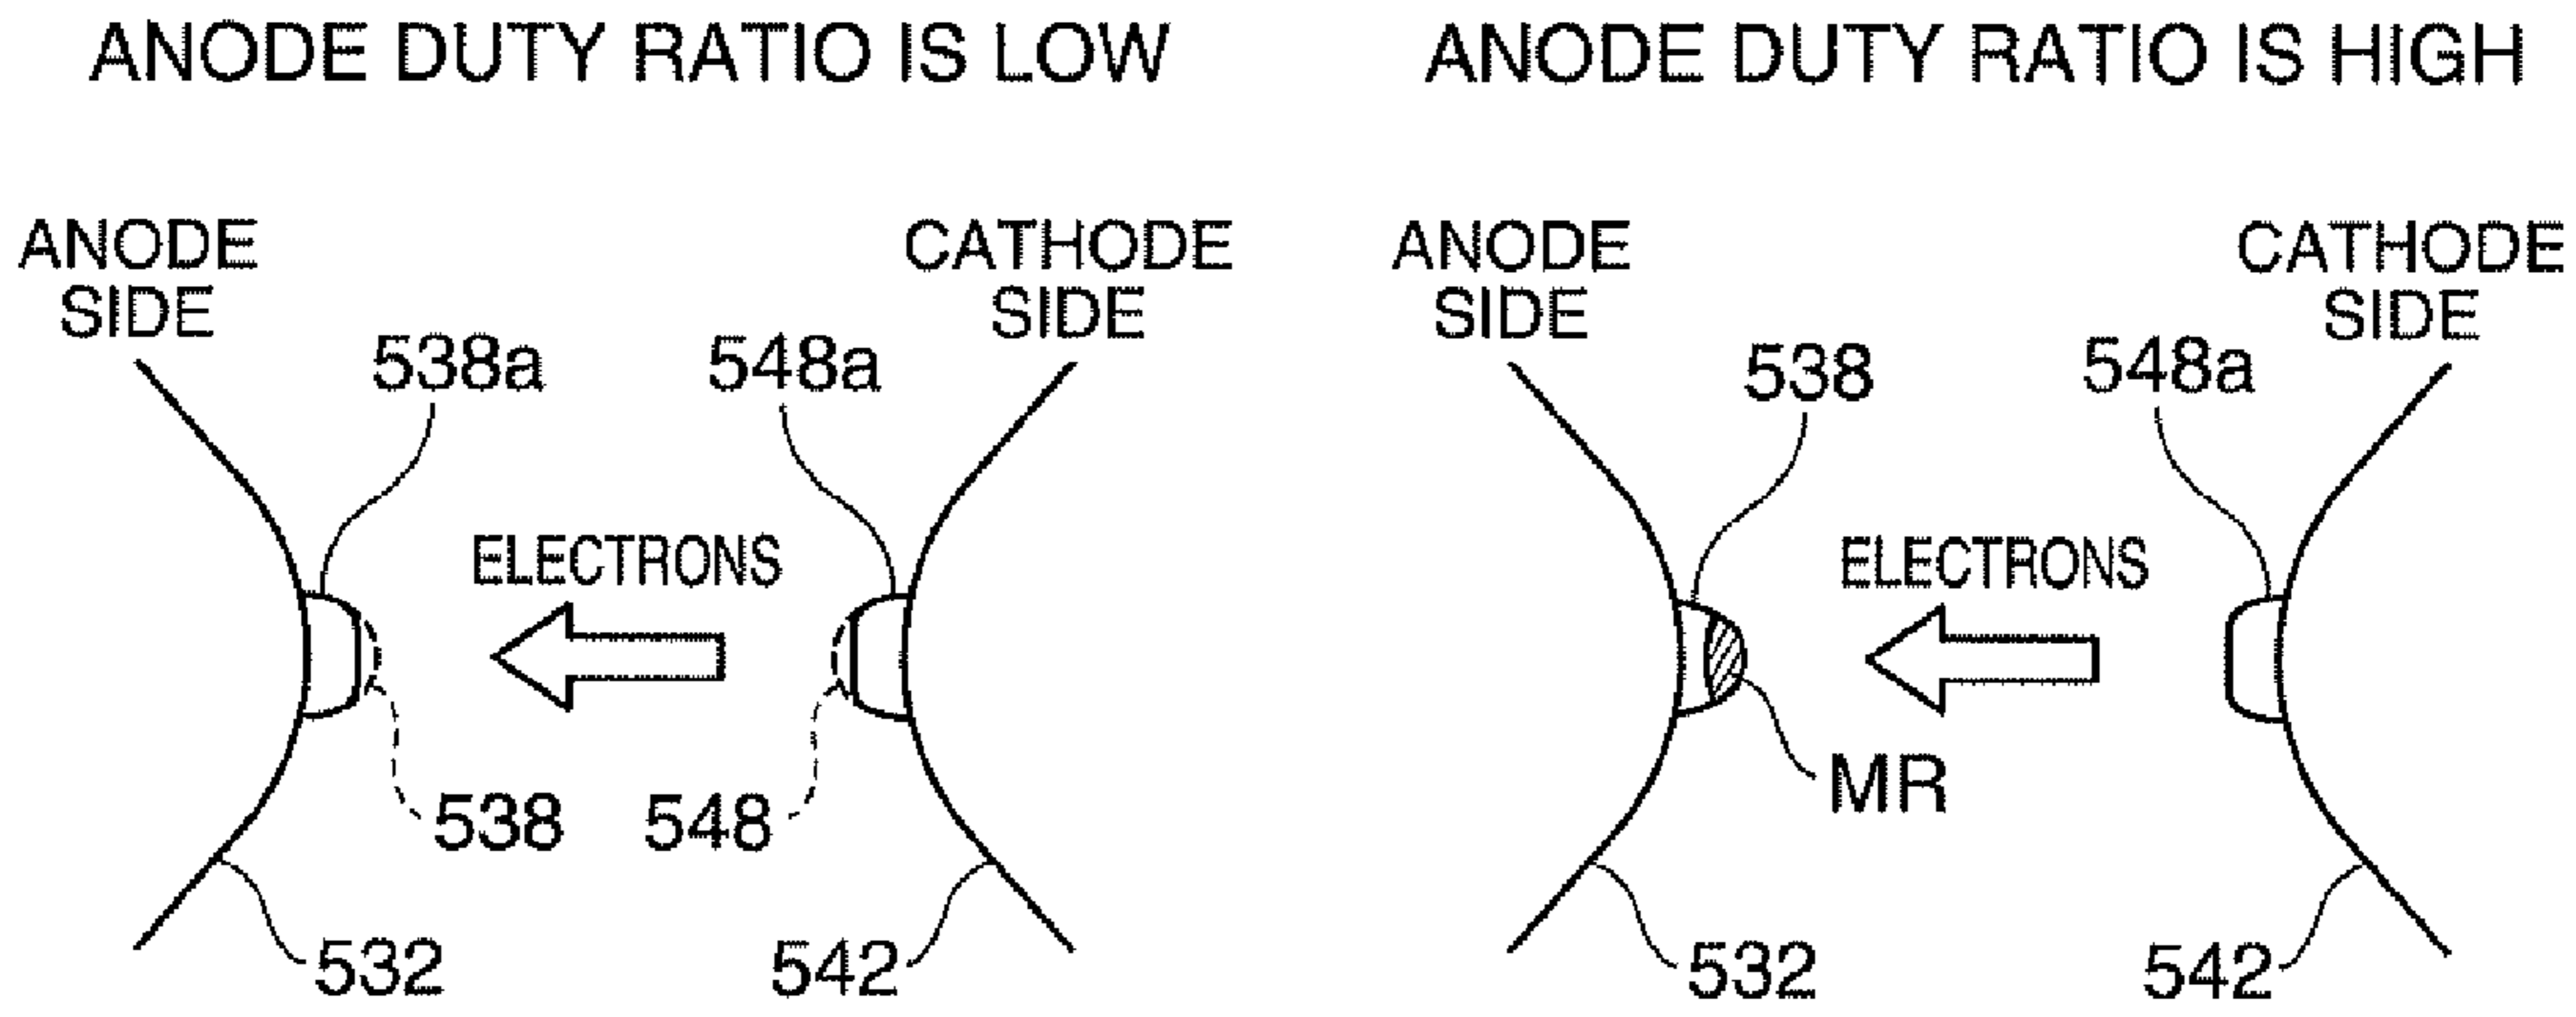 ANODE DUTY RATIO IS LOW
ANODE SIDE
CATHODE SIDE
538a
548a
ELECTRONS
538
548
532
542
ANODE DUTY RATIO IS HIGH
ANODE SIDE
CATHODE SIDE
538
548a
ELECTRONS
MR
532
542